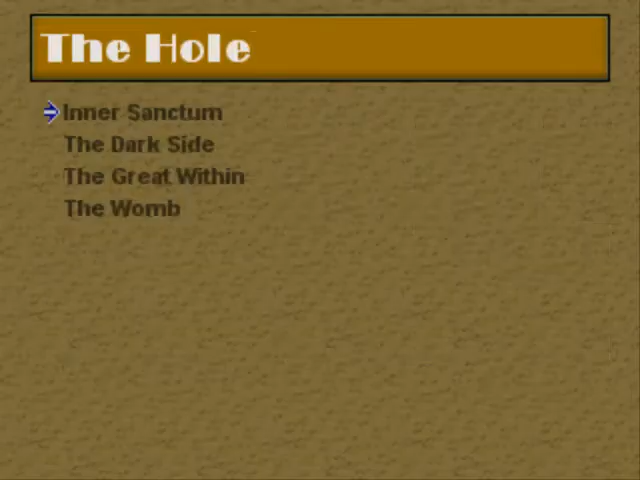 The Hole
Inner Sanctum
The Dark Side
The Great Within
The Womb